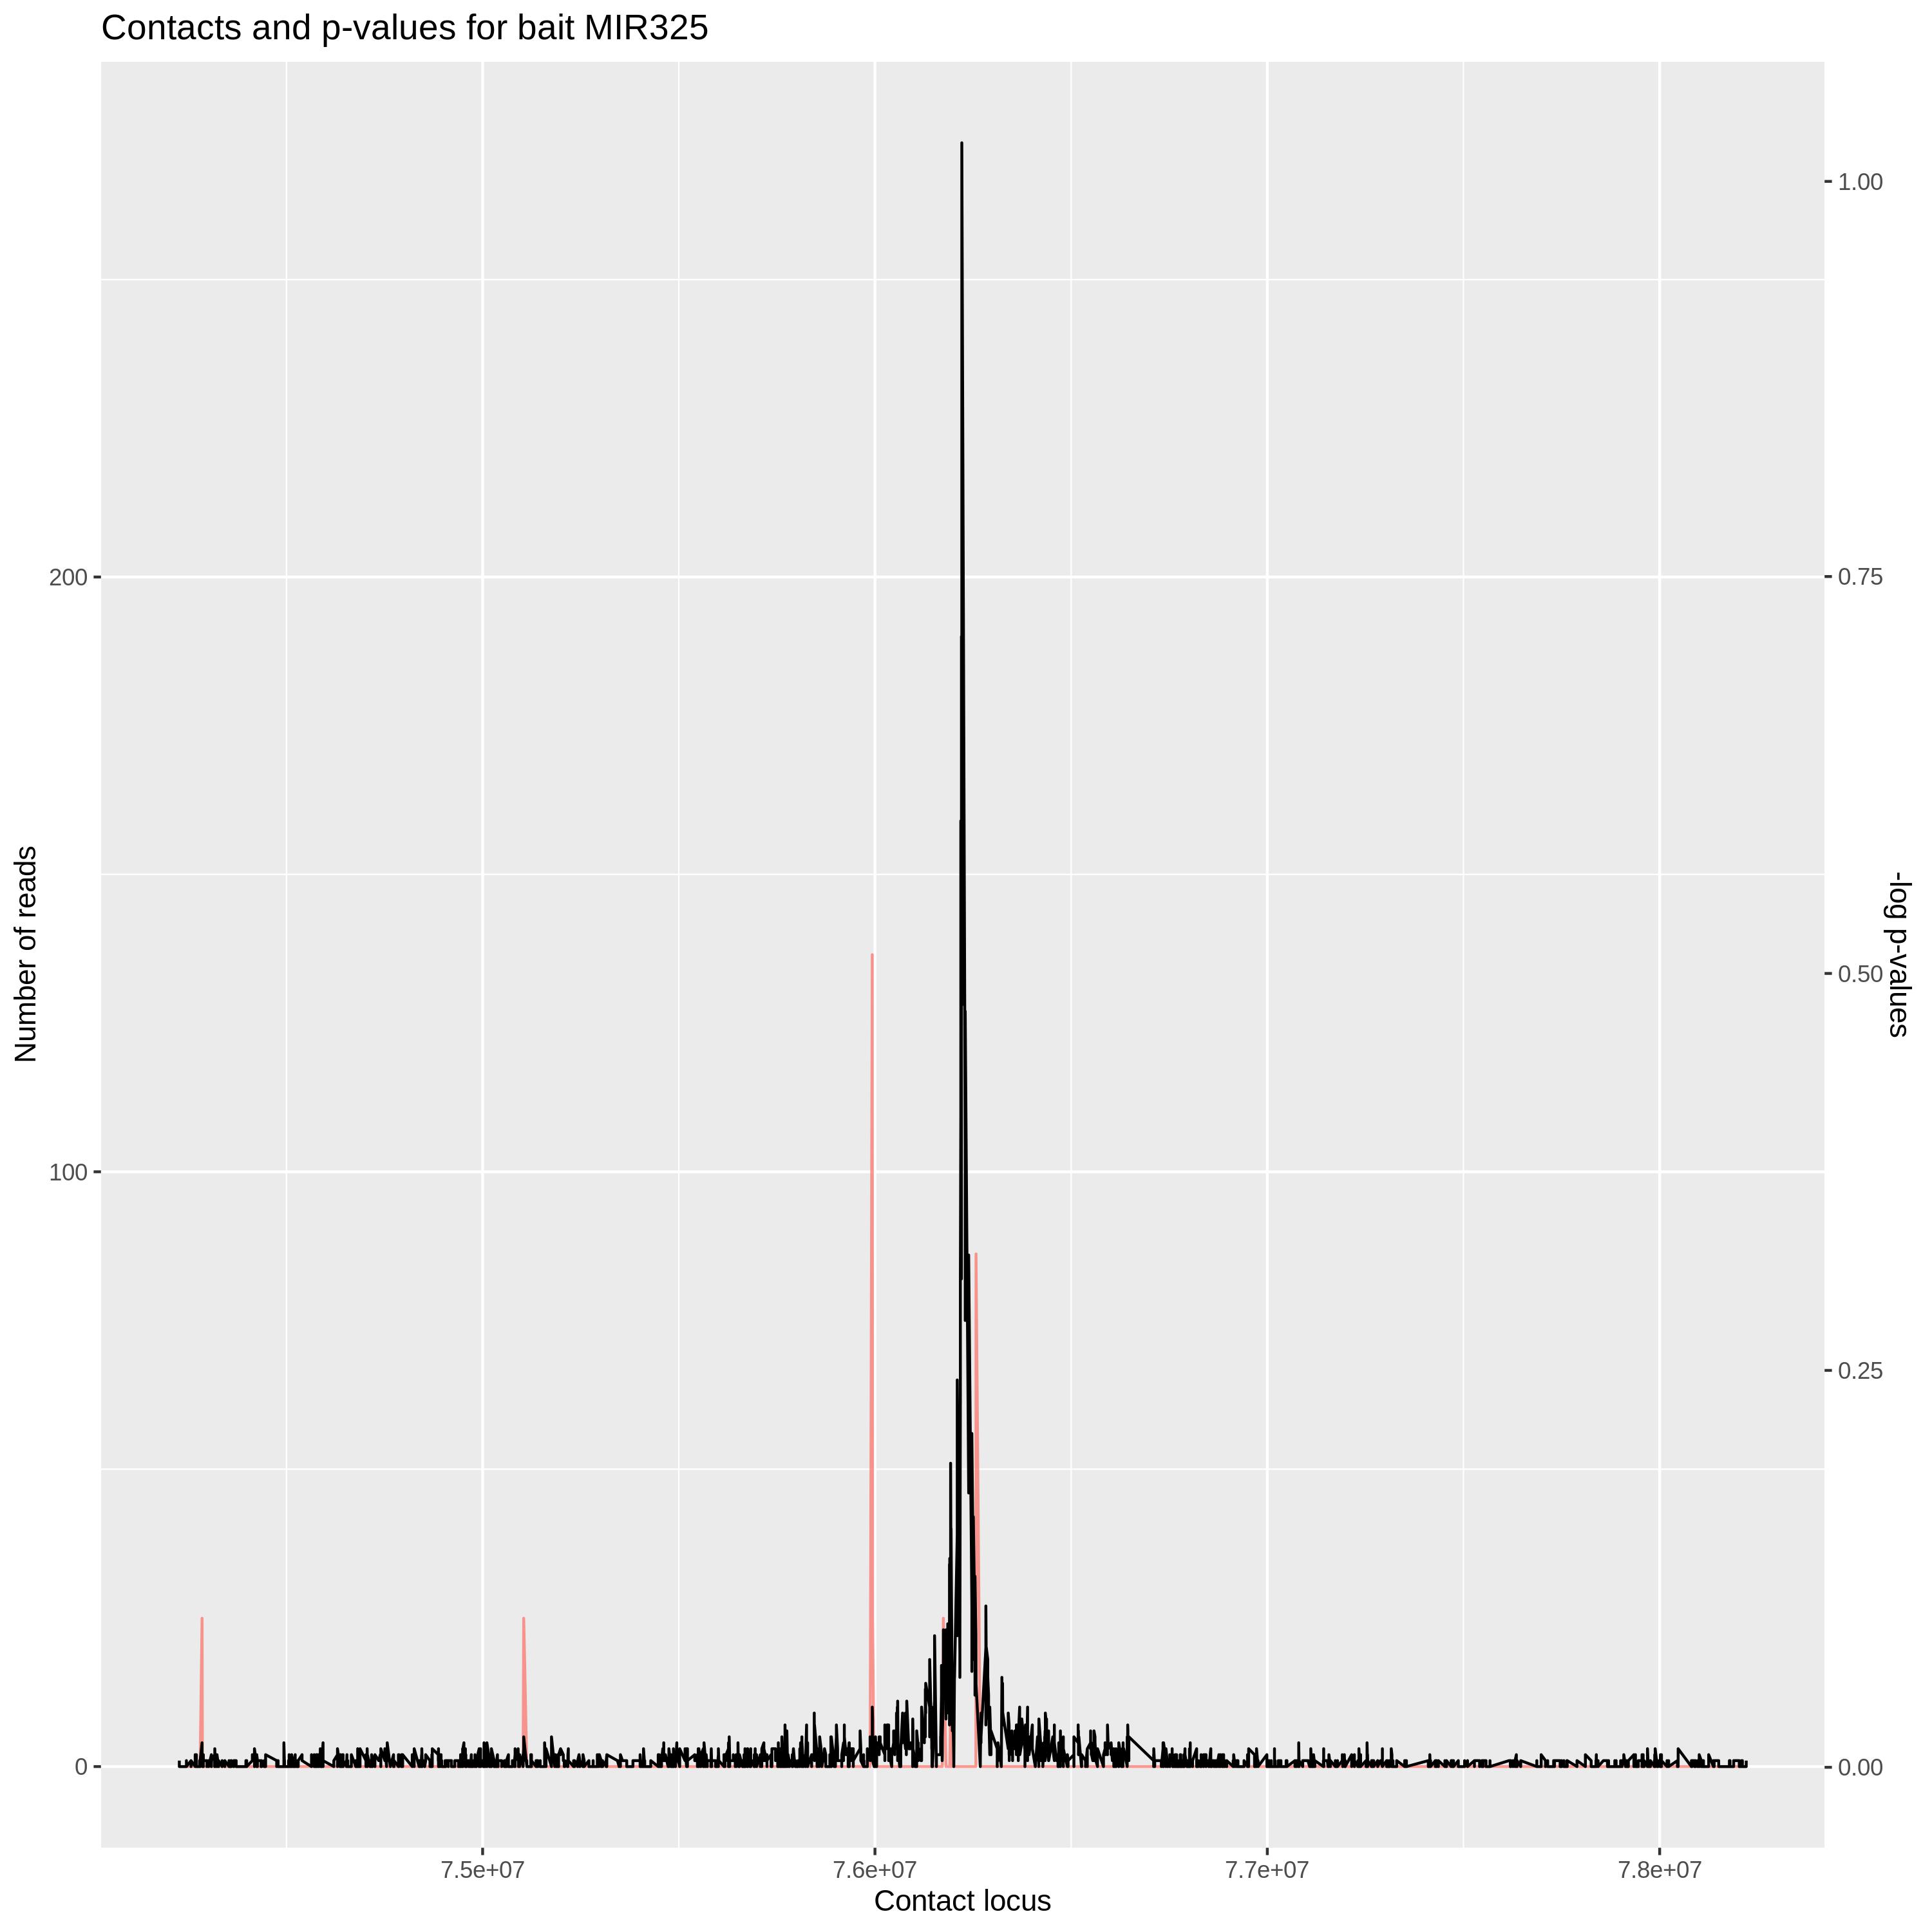 Contacts and p-values for bait MIR325
Number of reads
200
100
0
1.00
0.75
0.50
0.25
0.00
-log p-values
7.5e+07
7.6e+07
7.7e+07
7.8e+07
Contact locus